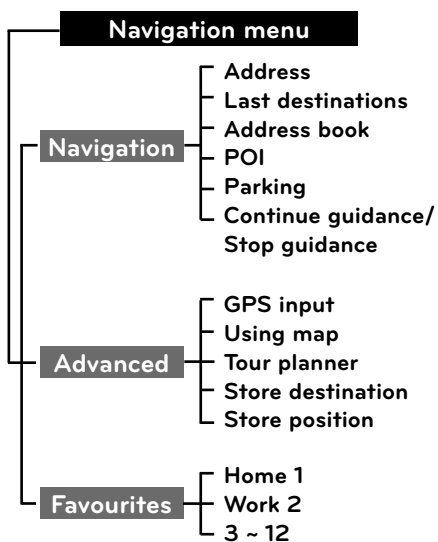 Navigation menu
Navigation
Address
Last destinations
Address book
POI
Parking
Continue guidance/
Stop guidance
Advanced
GPS input
Using map
Tour planner
Store destination
Store position
Favourites
Home 1
Work 2
3 ~ 12